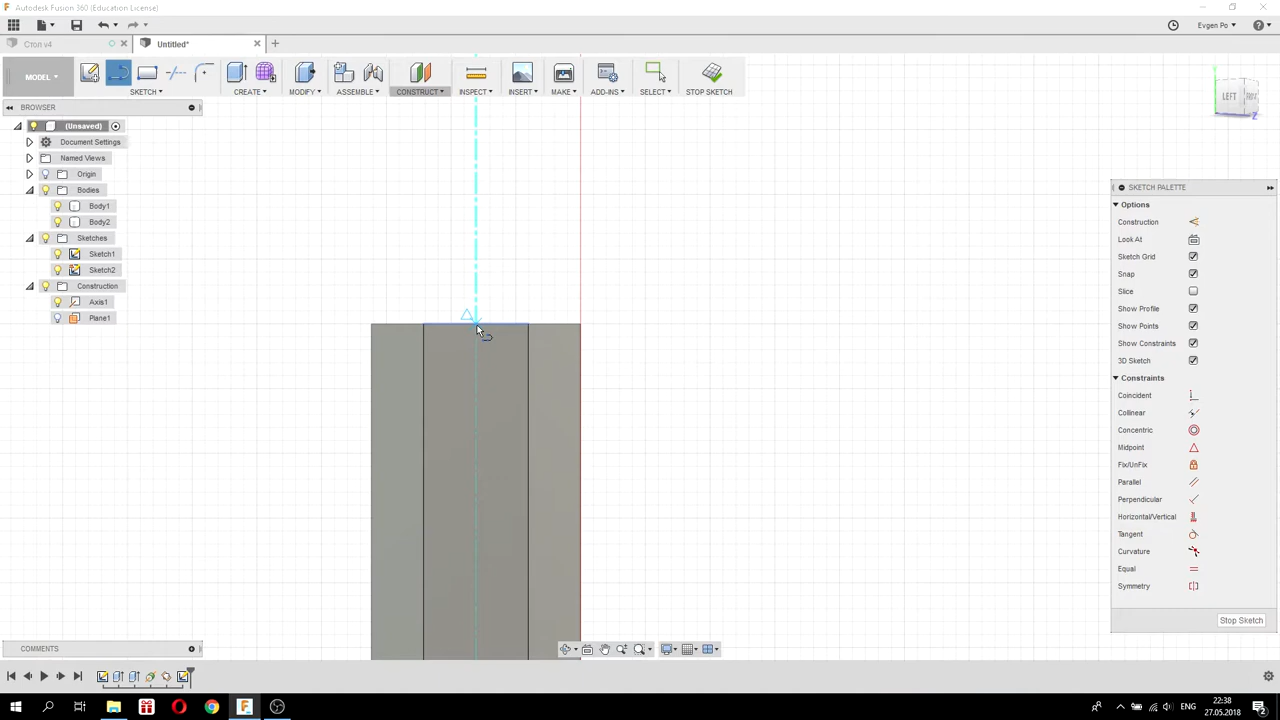 Autodesk Fusion 360 (Education License)
Evgen Po
Стол v4
Untitled*
MODEL
SKETCH
CREATE
MODIFY
ASSEMBLE
CONSTRUCT
INSPECT
INSERT
MAKE
ADD-INS
SELECT
STOP SKETCH
BROWSER
(Unsaved)
Document Settings
Named Views
Origin
Bodies
Body1
Body2
Sketches
Sketch1
Sketch2
Construction
Axis1
Plane1
LEFT
Z
SKETCH PALETTE
Options
Construction
Look At
Sketch Grid
Snap
Slice
Show Profile
Show Points
Show Constraints
3D Sketch
Constraints
Coincident
Collinear
Concentric
Midpoint
Fix/UnFix
Parallel
Perpendicular
Horizontal/Vertical
Tangent
Curvature
Equal
Symmetry
Stop Sketch
COMMENTS
22:38
27.05.2018